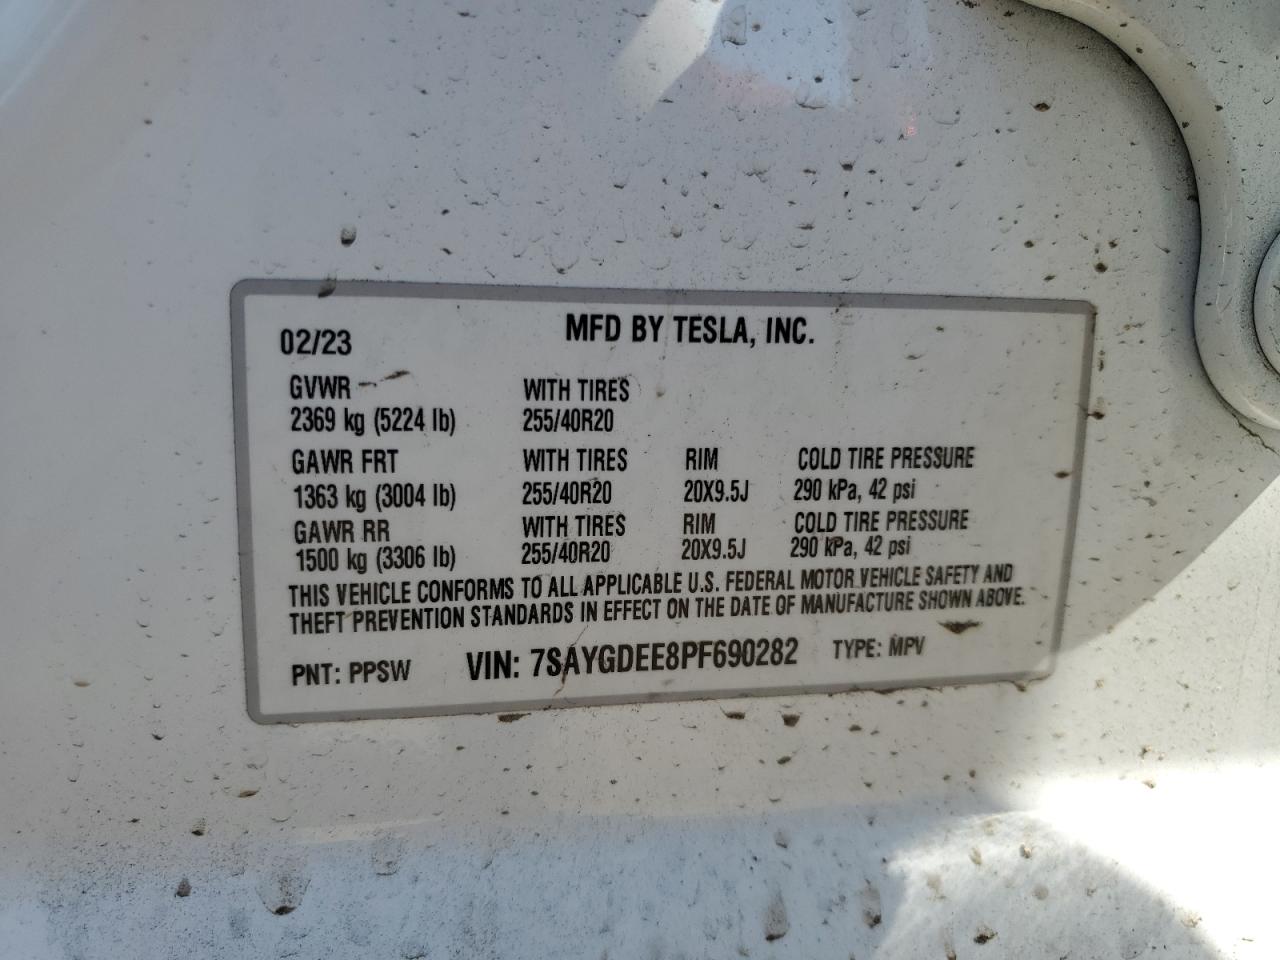 MFD BY TESLA, INC.
02/23
GVWR WITH TIRES
2369 kg (5224 lb) 255/40R20
GAWR FRT WITH TIRES RIM COLD TIRE PRESSURE
1363 kg (3004 lb) 255/40R20 20X9.5J 290 kPa, 42 psi
GAWR RR WITH TIRES RIM COLD TIRE PRESSURE
1500 kg (3306 lb) 255/40R20 20X9.5J 290 kPa, 42 psi
THIS VEHICLE CONFORMS TO ALL APPLICABLE U.S. FEDERAL MOTOR VEHICLE SAFETY AND
THEFT PREVENTION STANDARDS IN EFFECT ON THE DATE OF MANUFACTURE SHOWN ABOVE.
PNT: PPSW VIN: 7SAYGDEE8PF690282 TYPE: MPV